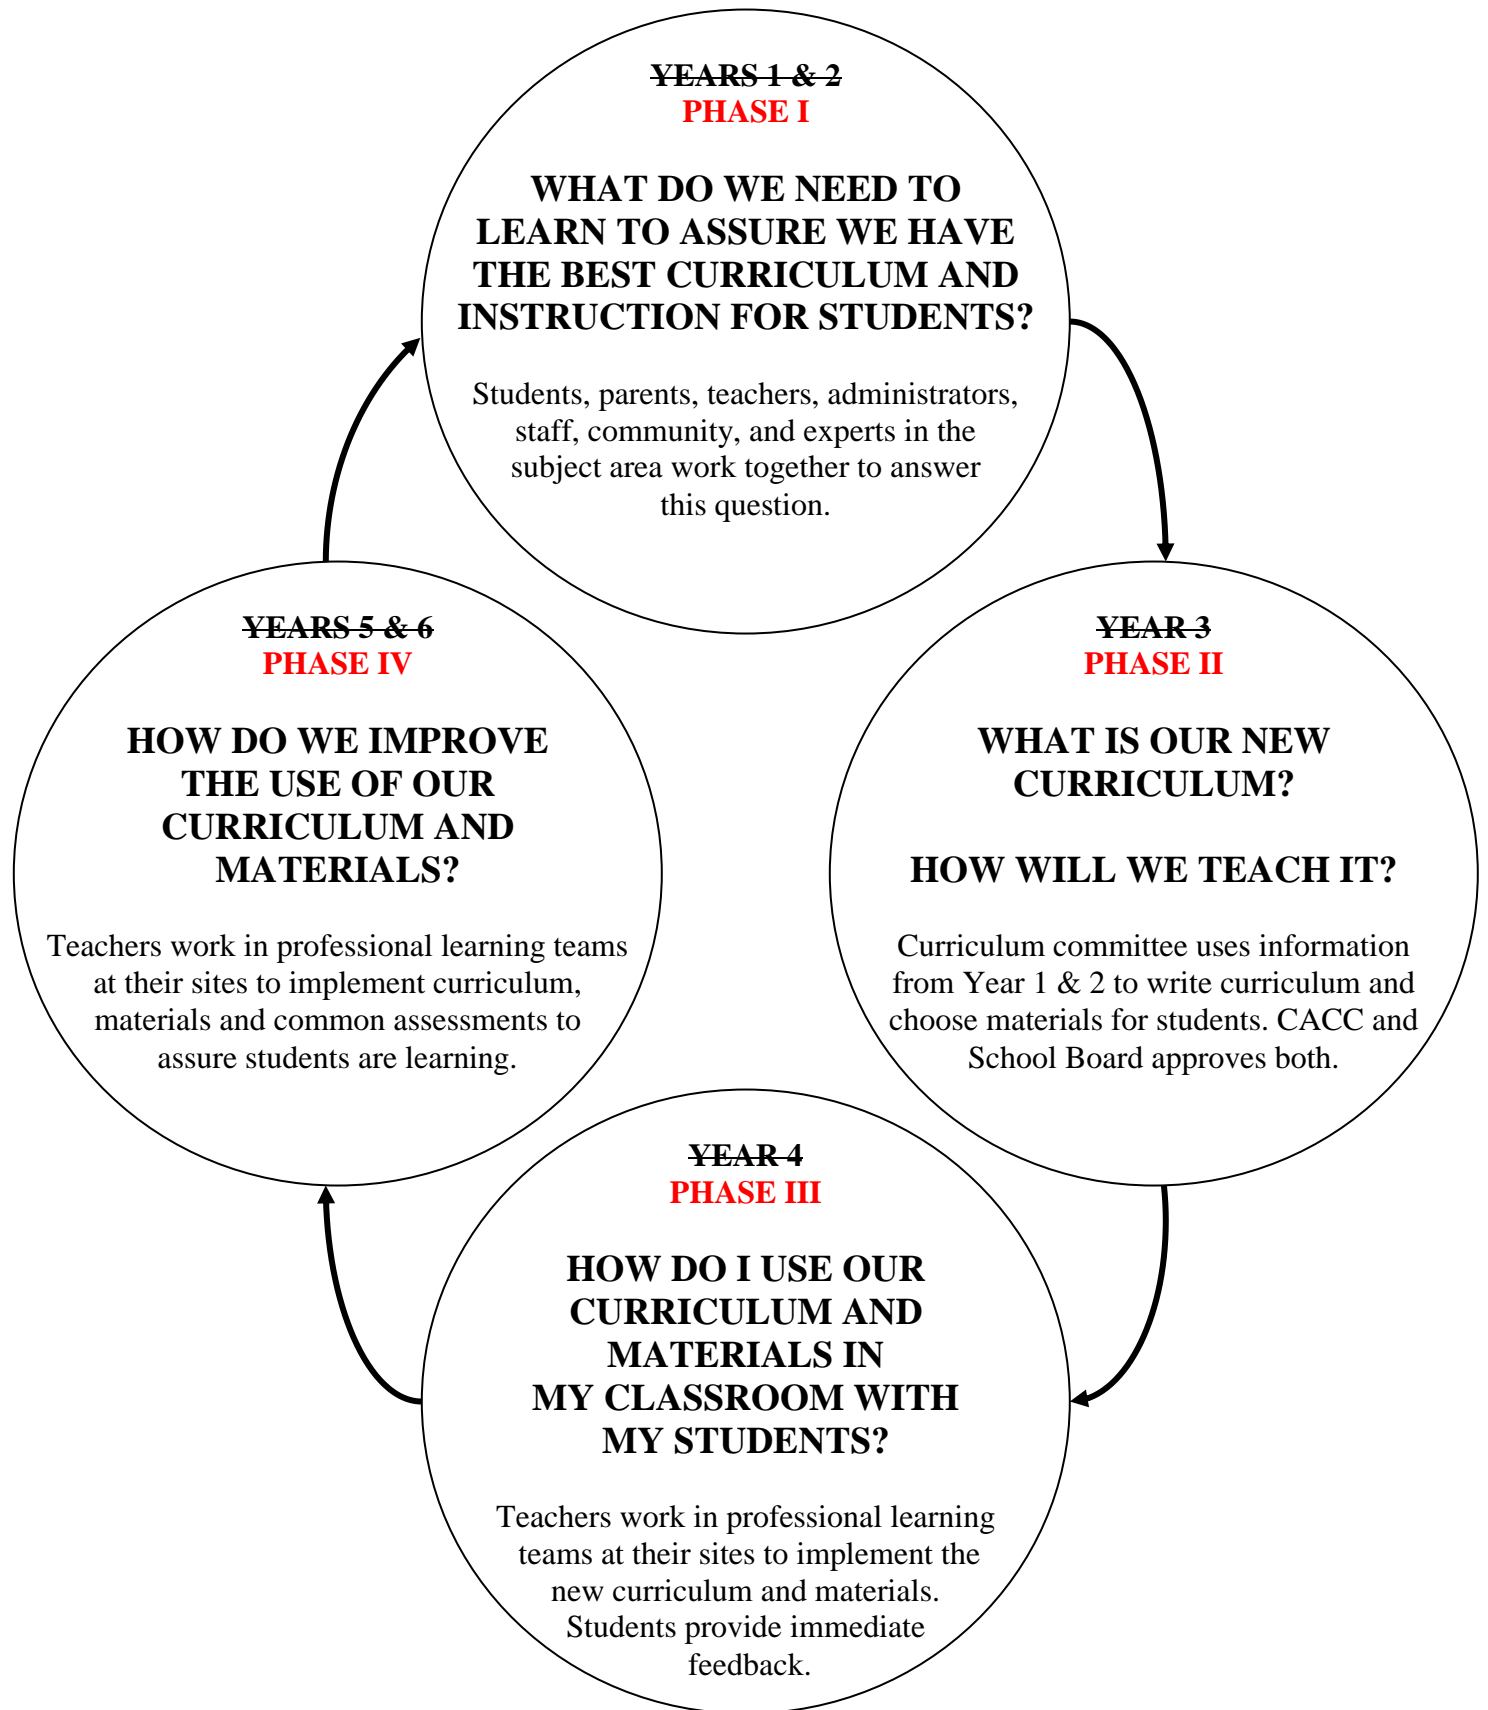 YEARS 1 & 2
PHASE I
WHAT DO WE NEED TO
LEARN TO ASSURE WE HAVE
THE BEST CURRICULUM AND
INSTRUCTION FOR STUDENTS?
Students, parents, teachers, administrators,
staff, community, and experts in the
subject area work together to answer
this question.
YEARS 5 & 6
PHASE IV
HOW DO WE IMPROVE
THE USE OF OUR
CURRICULUM AND
MATERIALS?
Teachers work in professional learning teams
at their sites to implement curriculum,
materials and common assessments to
assure students are learning.
YEAR 3
PHASE II
WHAT IS OUR NEW
CURRICULUM?
HOW WILL WE TEACH IT?
Curriculum committee uses information
from Year 1 & 2 to write curriculum and
choose materials for students. CACC and
School Board approves both.
YEAR 4
PHASE III
HOW DO I USE OUR
CURRICULUM AND
MATERIALS IN
MY CLASSROOM WITH
MY STUDENTS?
Teachers work in professional learning
teams at their sites to implement the
new curriculum and materials.
Students provide immediate
feedback.